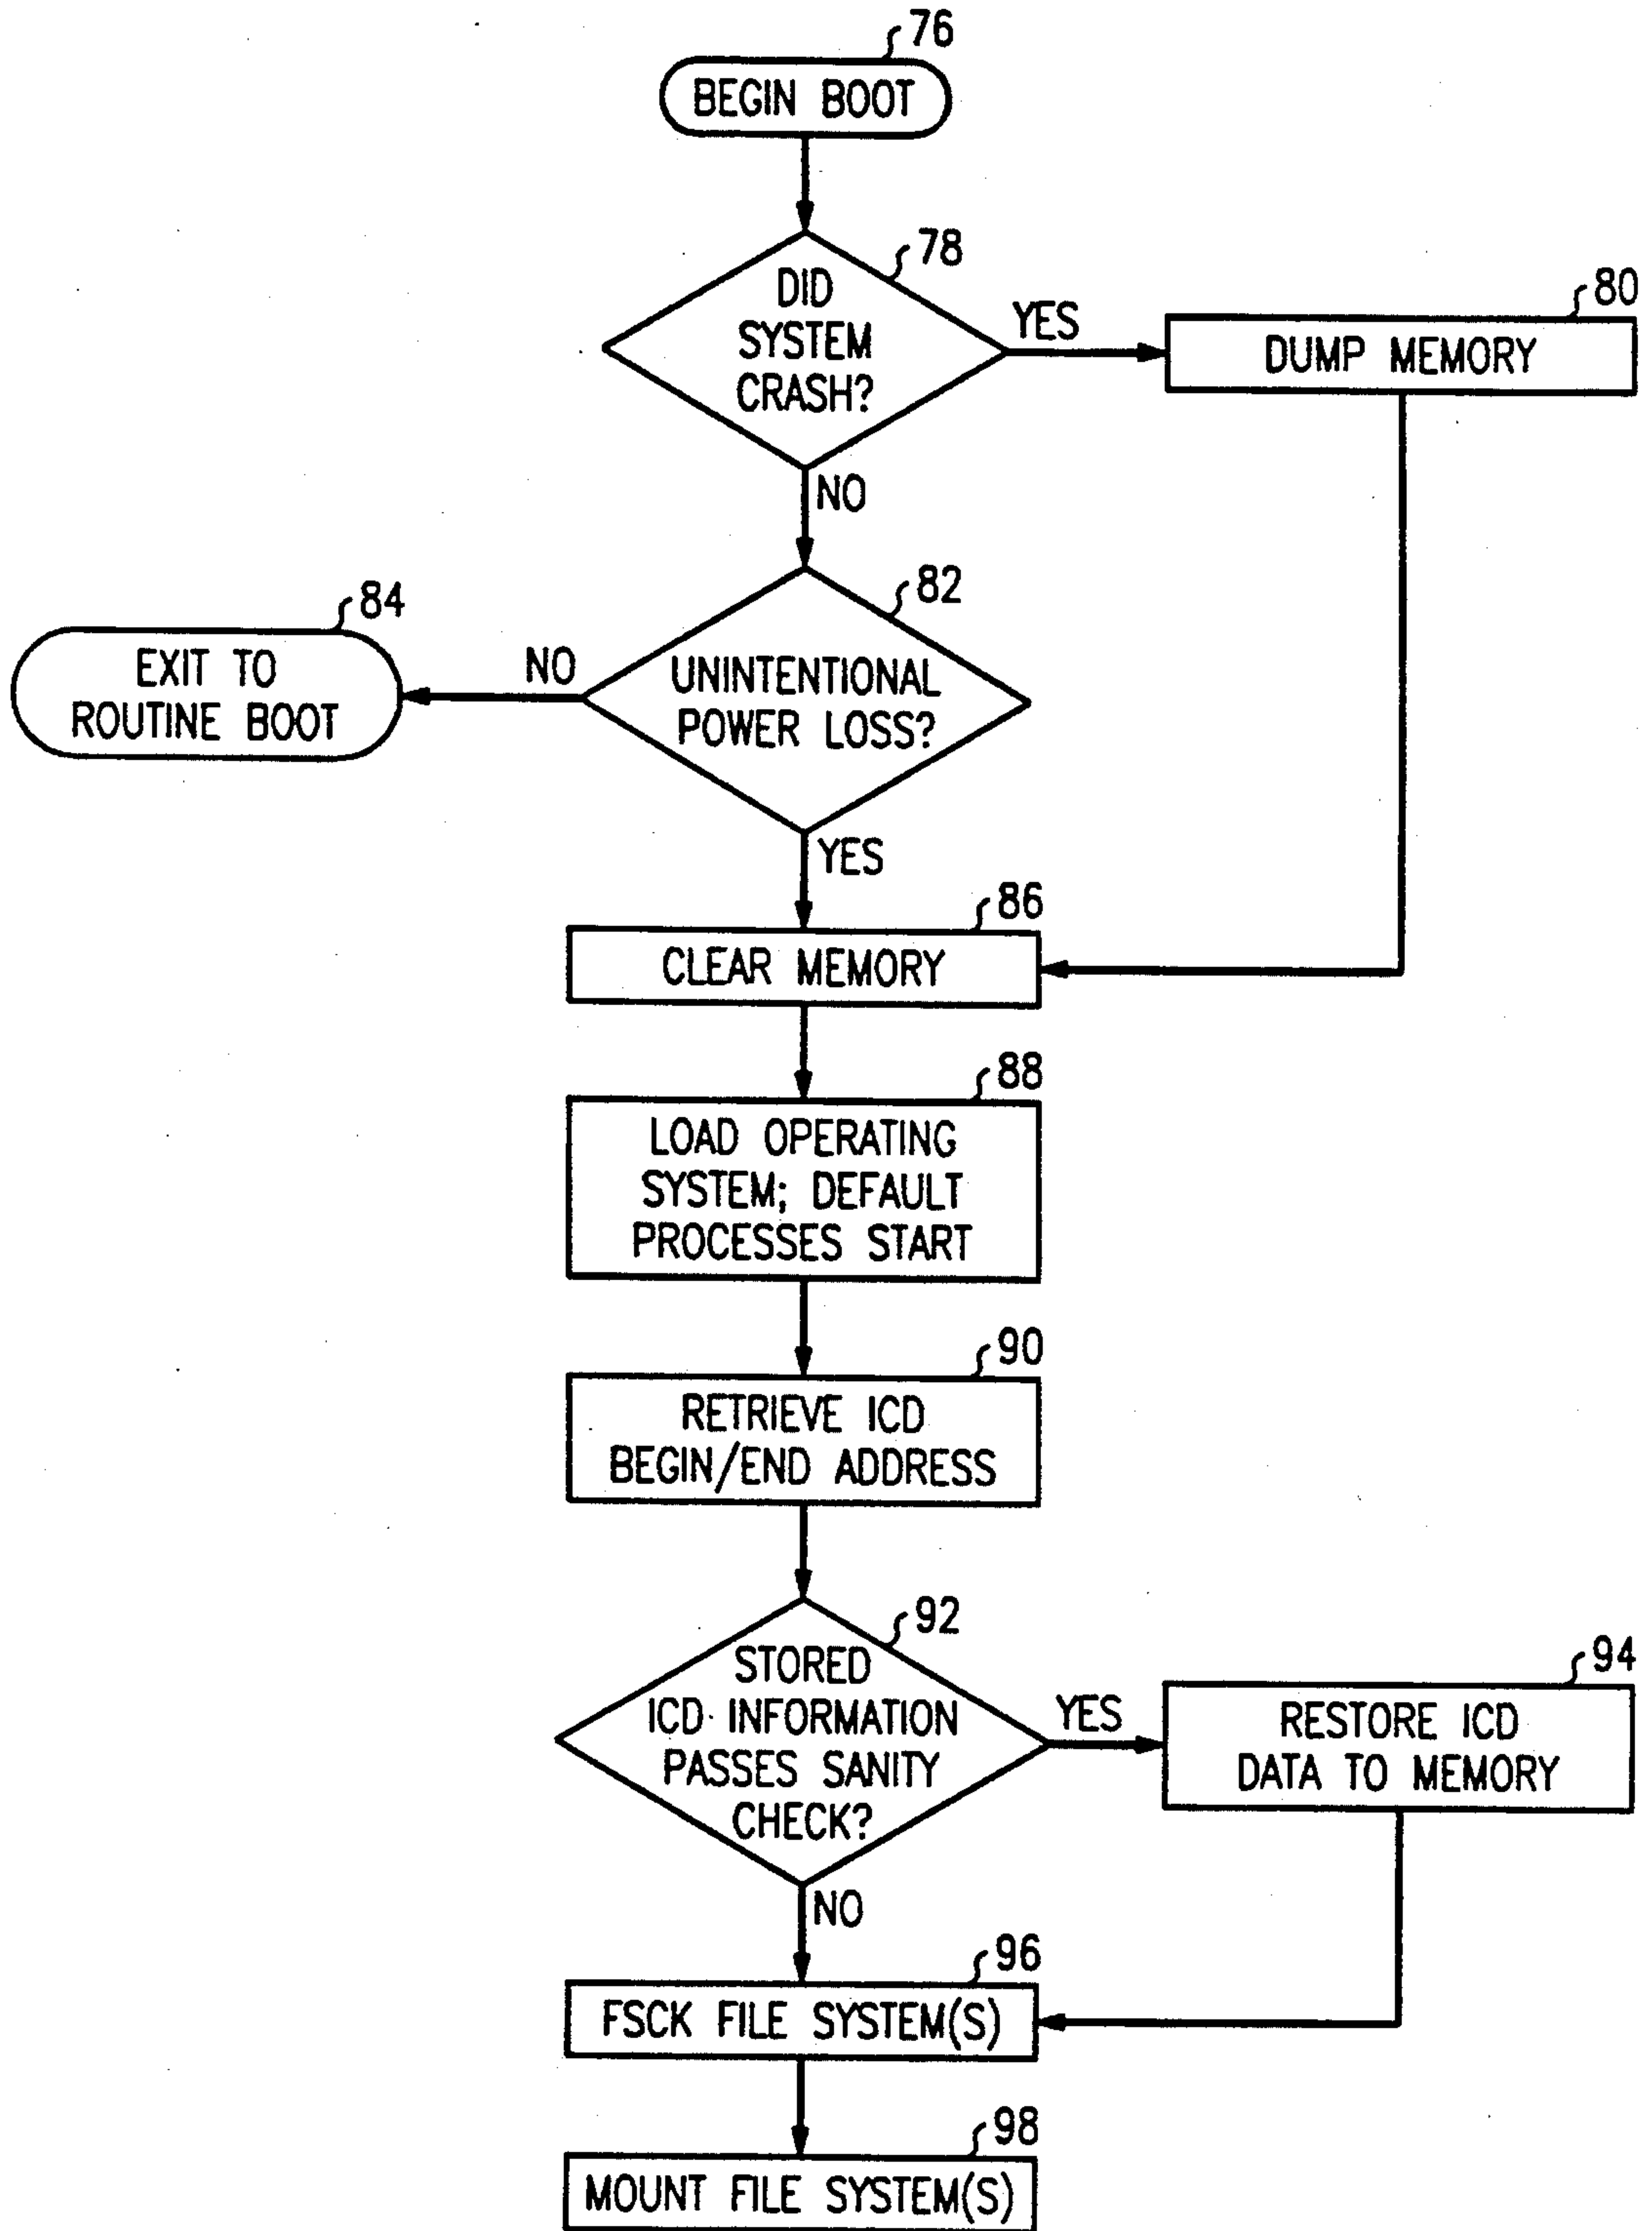 76
BEGIN BOOT
78
DID
SYSTEM
CRASH?
YES
80
DUMP MEMORY
NO
82
UNINTENTIONAL
POWER LOSS?
NO
84
EXIT TO
ROUTINE BOOT
YES
86
CLEAR MEMORY
88
LOAD OPERATING
SYSTEM; DEFAULT
PROCESSES START
90
RETRIEVE ICD
BEGIN/END ADDRESS
92
STORED
ICD INFORMATION
PASSES SANITY
CHECK?
YES
94
RESTORE ICD
DATA TO MEMORY
NO
96
FSCK FILE SYSTEM(S)
98
MOUNT FILE SYSTEM(S)